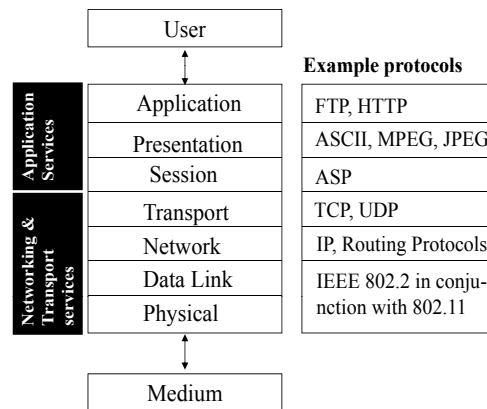 User
Example protocols
Application
Services
Application
FTP, HTTP
Presentation
ASCII, MPEG, JPEG
Session
ASP
Networking &
Transport
services
Transport
TCP, UDP
Network
IP, Routing Protocols
Data Link
IEEE 802.2 in conju-
nction with 802.11
Physical
Medium